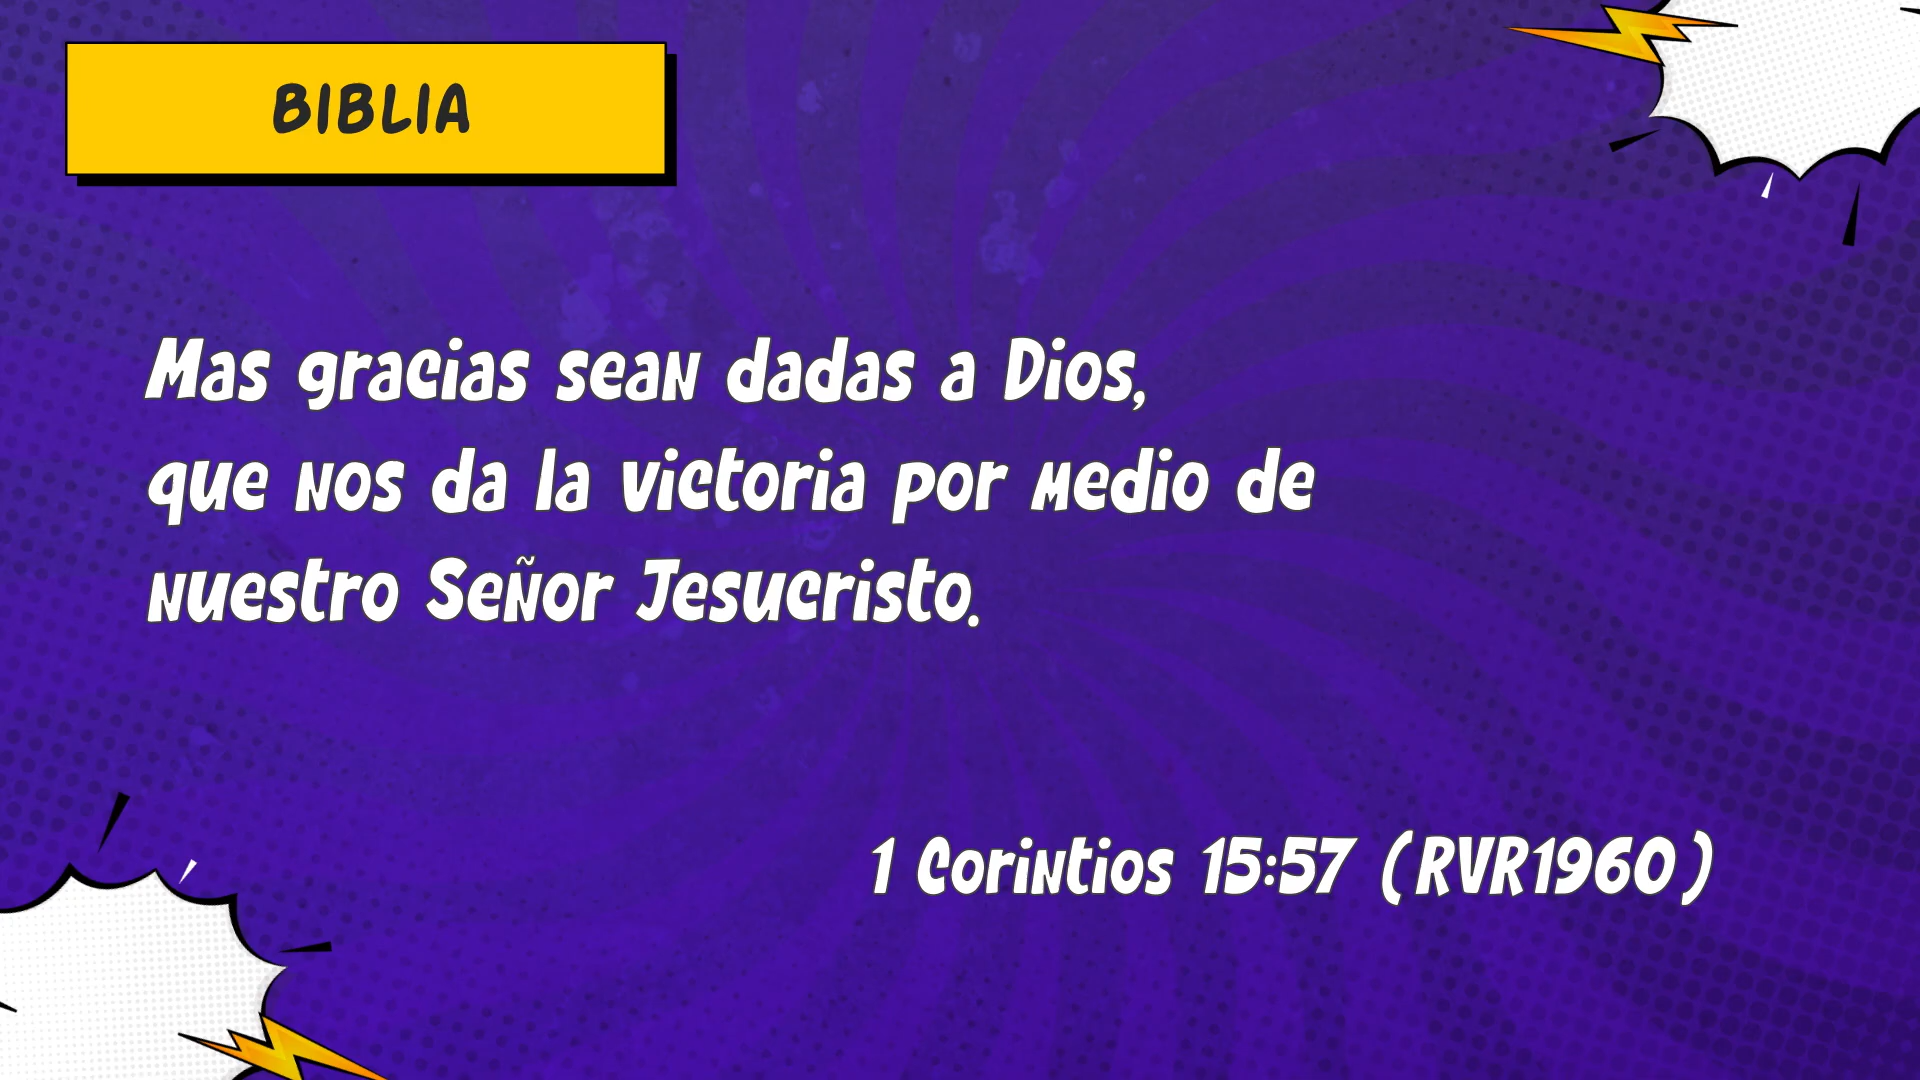 BIBLIA
Mas gracias sean dadas a Dios,
que nos da la victoria por medio de
nuestro Señor Jesucristo.
1 Corintios 15:57 (RVR1960)